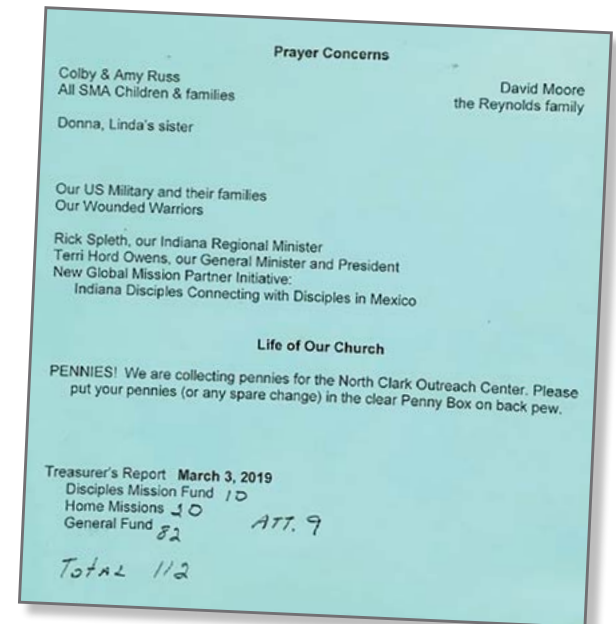 Prayer Concerns
Colby & Amy Russ
All SMA Children & families
David Moore
the Reynolds family
Donna, Linda's sister
Our US Military and their families
Our Wounded Warriors
Rick Spleth, our Indiana Regional Minister
Terri Hord Owens, our General Minister and President
New Global Mission Partner Initiative:
Indiana Disciples Connecting with Disciples in Mexico
Life of Our Church
PENNIES! We are collecting pennies for the North Clark Outreach Center. Please
put your pennies (or any spare change) in the clear Penny Box on back pew.
Treasurer's Report March 3, 2019
Disciples Mission Fund 10
Home Missions 20
General Fund 82
ATT. 9
Total 112